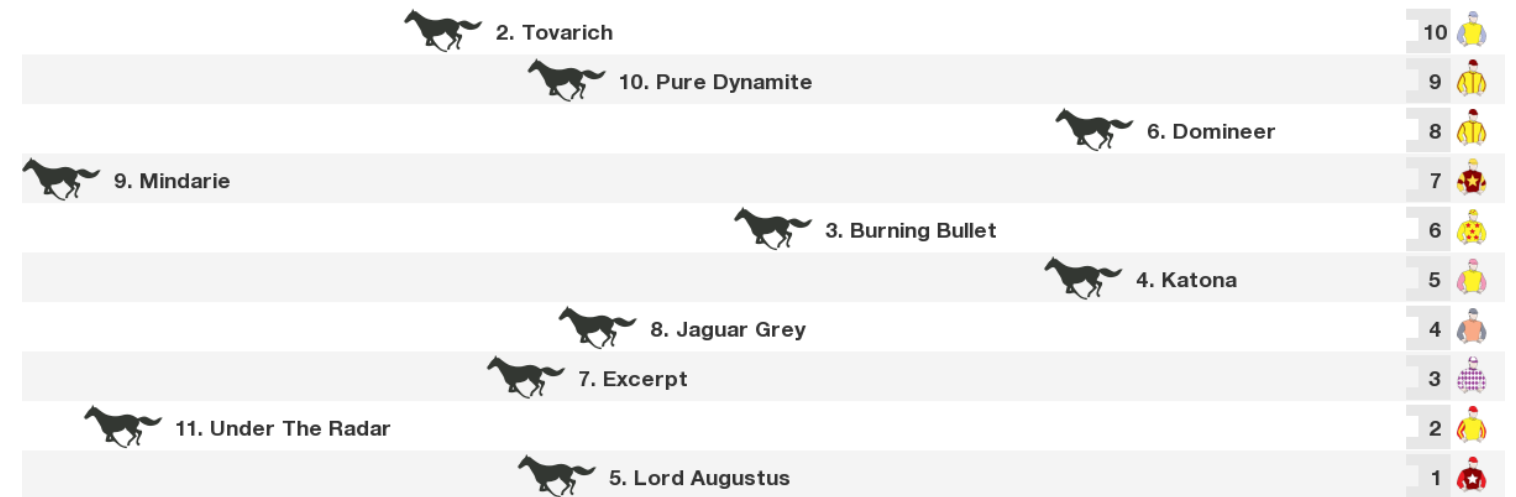 2. Tovarich 10
10. Pure Dynamite 9
6. Domineer 8
9. Mindarie 7
3. Burning Bullet 6
4. Katona 5
8. Jaguar Grey 4
7. Excerpt 3
11. Under The Radar 2
5. Lord Augustus 1